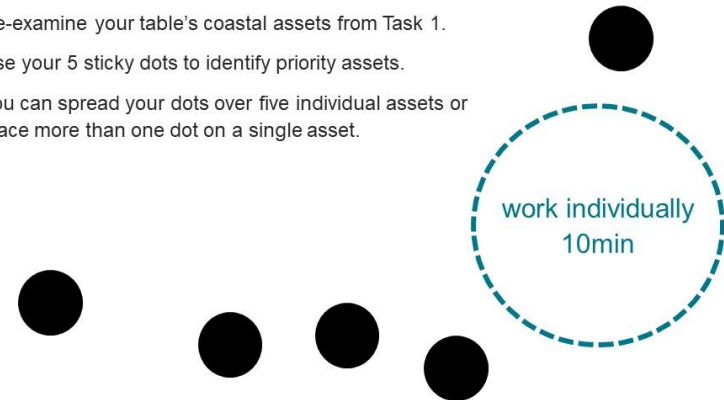 e-examine your table's coastal assets from Task 1.
se your 5 sticky dots to identify priority assets.
ou can spread your dots over five individual assets or
ace more than one dot on a single asset.
work individually
10min